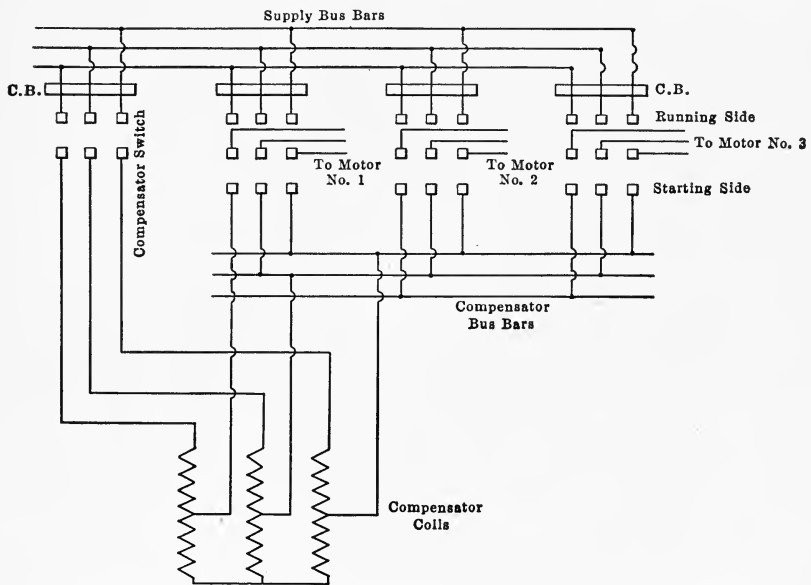 Supply Bus Bars
C.B.
C.B.
Compensator Switch
Running Side
To Motor
No. 1
To Motor
No. 2
To Motor No. 3
Starting Side
Compensator
Bus Bars
Compensator
Coils